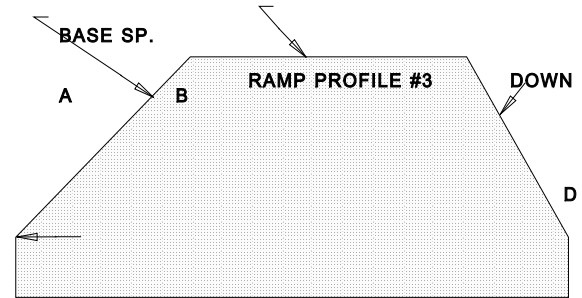 BASE SP.
RAMP PROFILE #3
DOWN
A
B
D